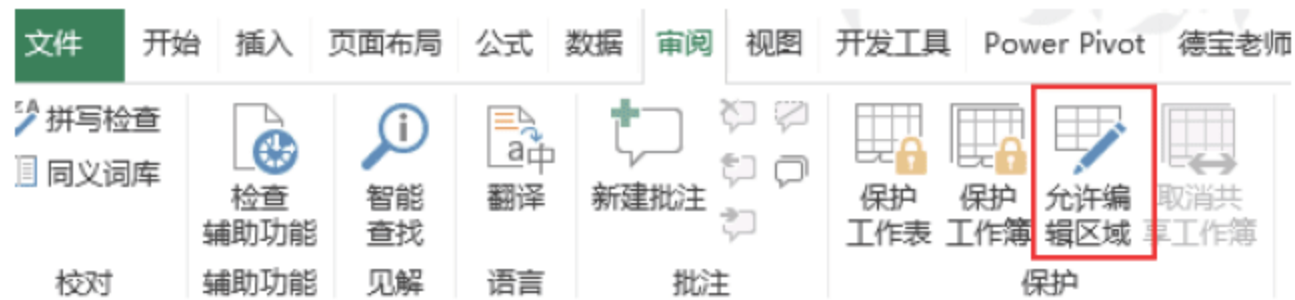 文件 开始 插入 页面布局 公式 数据 审阅 视图 开发工具 Power Pivot 德宝老师
拼写检查
同义词库
校对
检查
辅助功能
辅助功能
智能
查找
见解
a中
翻译
语言
新建批注
批注
保护
工作表
保护
工作簿
允许编
辑区域
取消共
享工作簿
保护